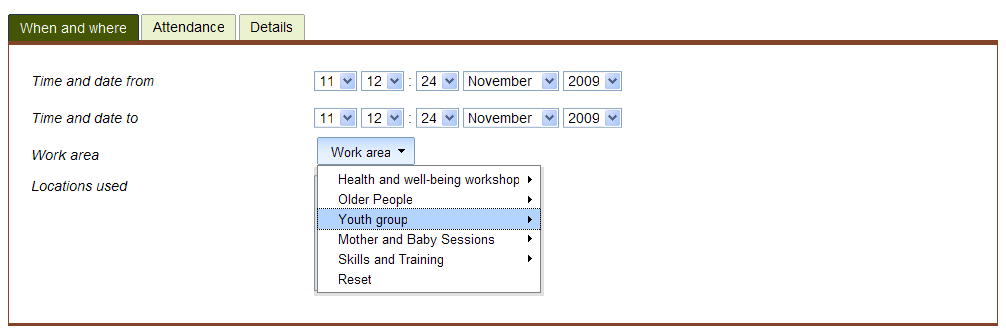 When and where Attendance Details
Time and date from 11 12 : 24 November 2009
Time and date to 11 12 : 24 November 2009
Work area Work area
Locations used
Health and well-being workshop
Older People
Youth group
Mother and Baby Sessions
Skills and Training
Reset